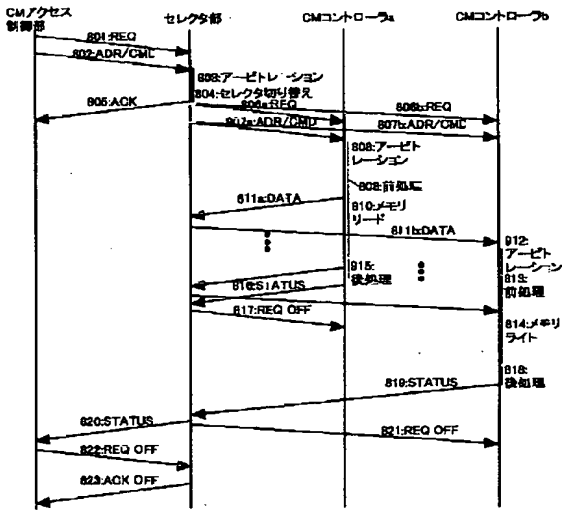 CMアクセス
制御部
セレクタ部
CMコントローラa
CMコントローラb
801:REQ
802:ADR/CMD
803:アービトレーション
804:セレクタ切り替え
805:ACK
806a:REQ
806b:REQ
807a:ADR/CMD
807b:ADR/CMD
808:アービト
レーション
808:前処理
810:メモリ
リード
811a:DATA
811b:DATA
912:
アービト
レーション
813:
前処理
915:
後処理
816:STATUS
817:REQ OFF
814:メモリ
ライト
818:
後処理
819:STATUS
820:STATUS
821:REQ OFF
822:REQ OFF
823:ACK OFF